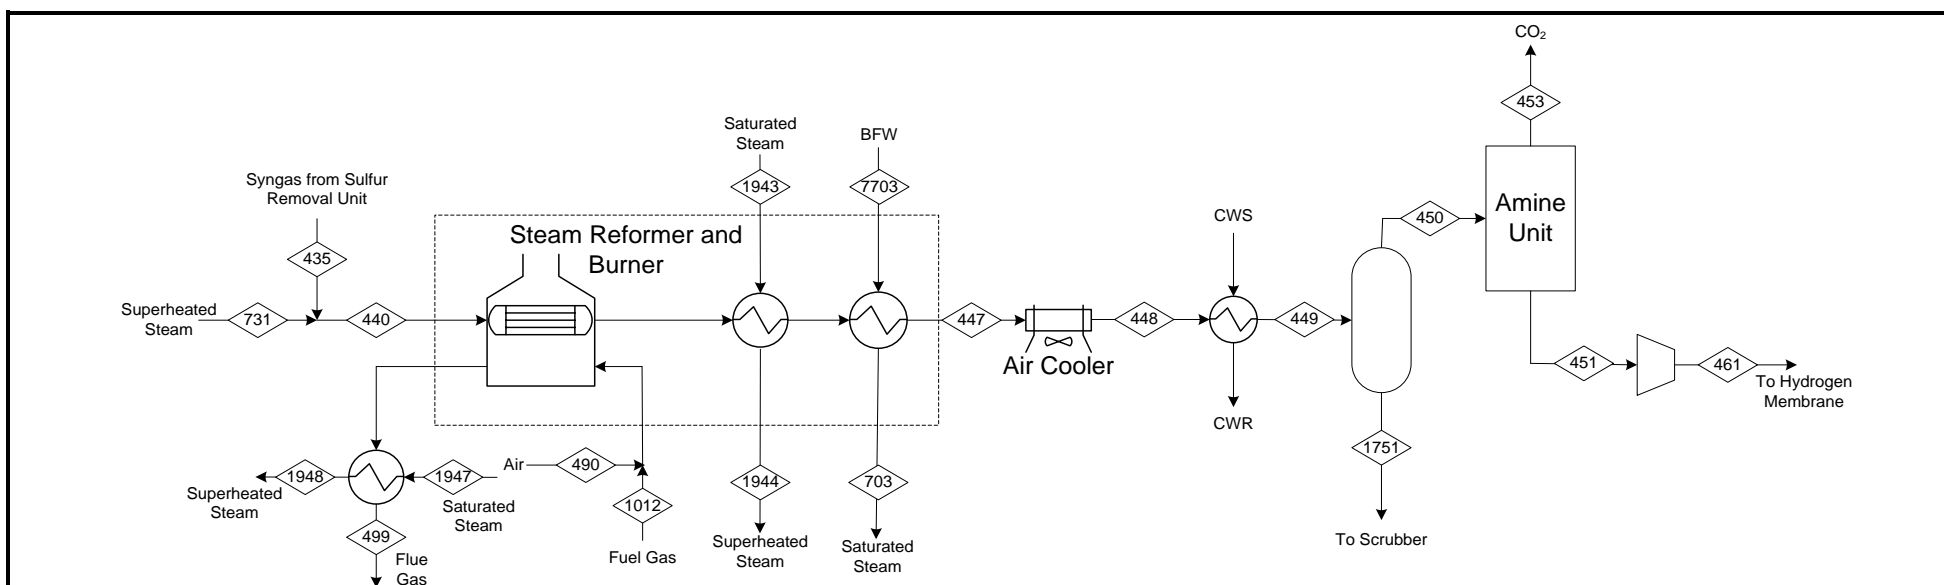 CO₂
453
Saturated
Steam
BFW
1943
7703
Syngas from Sulfur
Removal Unit
450
Amine
Unit
CWS
Steam Reformer and
Burner
435
Superheated
Steam
731
440
447
448
449
Air Cooler
451
461
To Hydrogen
Membrane
CWR
1751
Air
490
1948
1947
1944
703
Superheated
Steam
Saturated
Steam
1012
499
Flue
Gas
Fuel Gas
Superheated
Steam
Saturated
Steam
To Scrubber